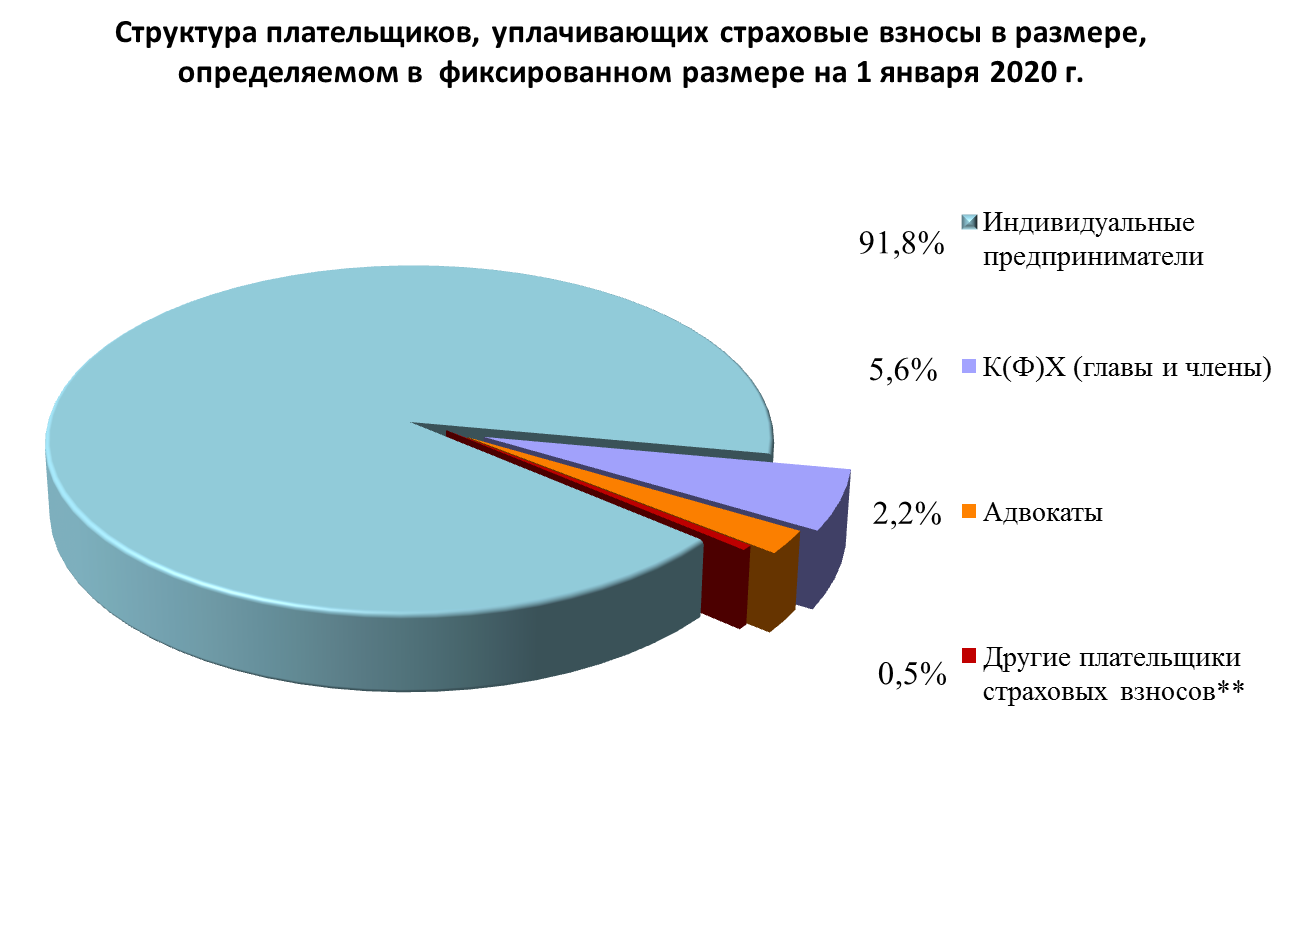 Структура плательщиков, уплачивающих страховые взносы в размере,
определяемом в фиксированном размере на 1 января 2020 г.
91,8%
Индивидуальные
предприниматели
5,6%
К(Ф)Х (главы и члены)
2,2%
Адвокаты
0,5%
Другие плательщики
страховых взносов**